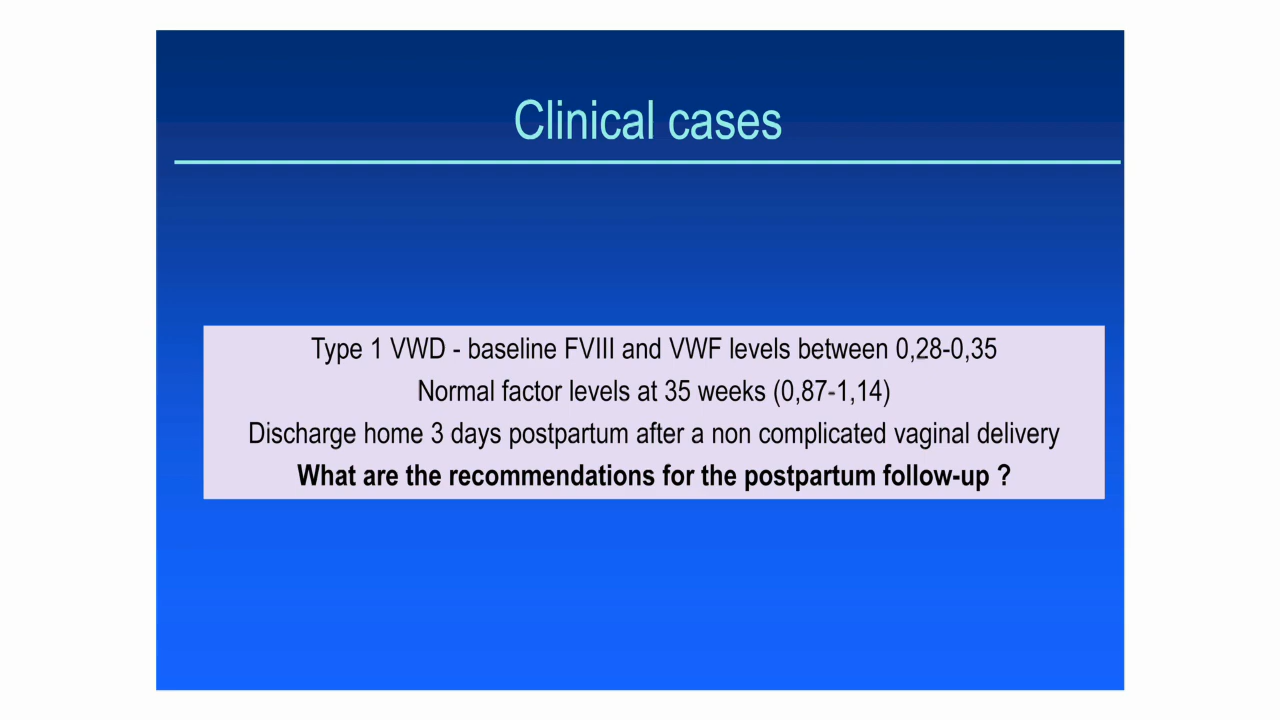 Clinical cases
Type 1 VWD - baseline FVIII and VWF levels between 0,28-0,35
Normal factor levels at 35 weeks (0,87-1,14)
Discharge home 3 days postpartum after a non complicated vaginal delivery
What are the recommendations for the postpartum follow-up ?